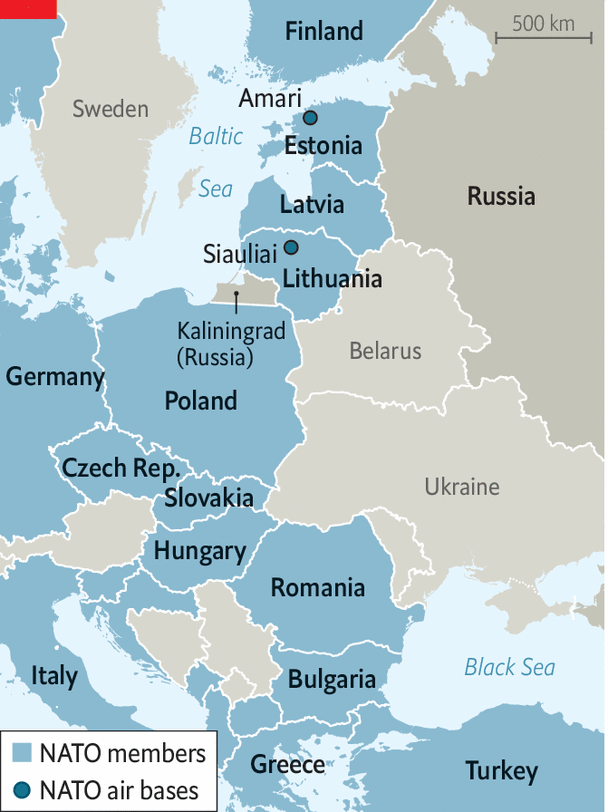 Finland
500 km
Sweden
Amari
Baltic
Sea
Estonia
Latvia
Russia
Siauliai
Lithuania
Kaliningrad
(Russia)
Belarus
Germany
Poland
Czech Rep.
Slovakia
Ukraine
Hungary
Romania
Italy
Bulgaria
Black Sea
NATO members
NATO air bases
Greece
Turkey